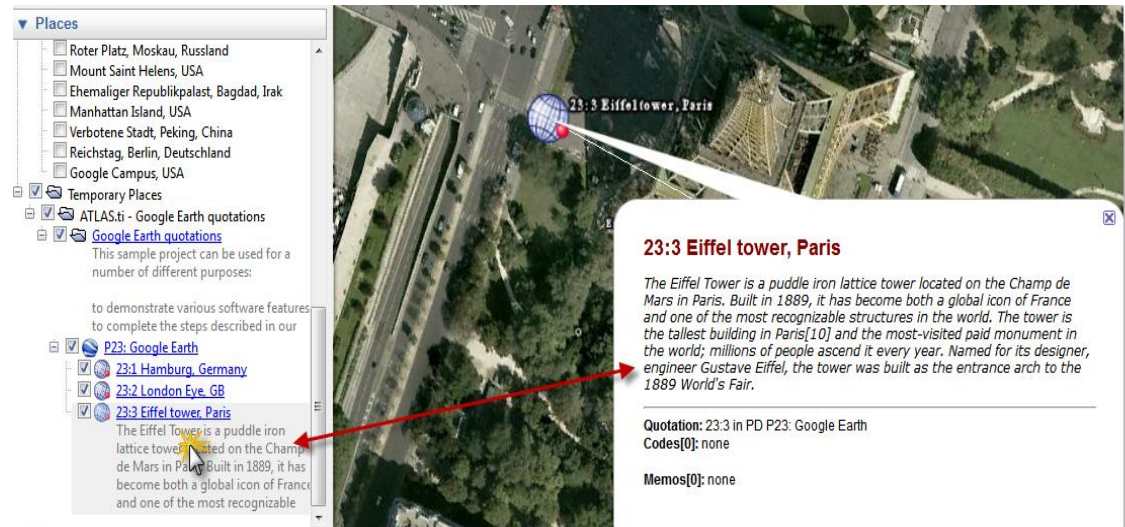 Places
Roter Platz, Moskau, Russland
Mount Saint Helens, USA
Ehemaliger Republikpalast, Bagdad, Irak
Manhattan Island, USA
Verbotene Stadt, Peking, China
Reichstag, Berlin, Deutschland
Google Campus, USA
Temporary Places
ATLAS.ti - Google Earth quotations
Google Earth quotations
This sample project can be used for a
number of different purposes:
to demonstrate various software features
to complete the steps described in our
P23: Google Earth
23:1 Hamburg, Germany
23:2 London Eye, GB
23:3 Eiffel tower, Paris
The Eiffel Tower is a puddle iron
lattice tower located on the Champ
de Mars in Paris. Built in 1889, it has
become both a global icon of France
and one of the most recognizable
23:3 Eiffel tower, Paris
23:3 Eiffel tower, Paris
The Eiffel Tower is a puddle iron lattice tower located on the Champ de
Mars in Paris. Built in 1889, it has become both a global icon of France
and one of the most recognizable structures in the world. The tower is
the tallest building in Paris[10] and the most-visited paid monument in
the world; millions of people ascend it every year. Named for its designer,
engineer Gustave Eiffel, the tower was built as the entrance arch to the
1889 World's Fair.
Quotation: 23:3 in PD P23: Google Earth
Codes[0]: none
Memos[0]: none